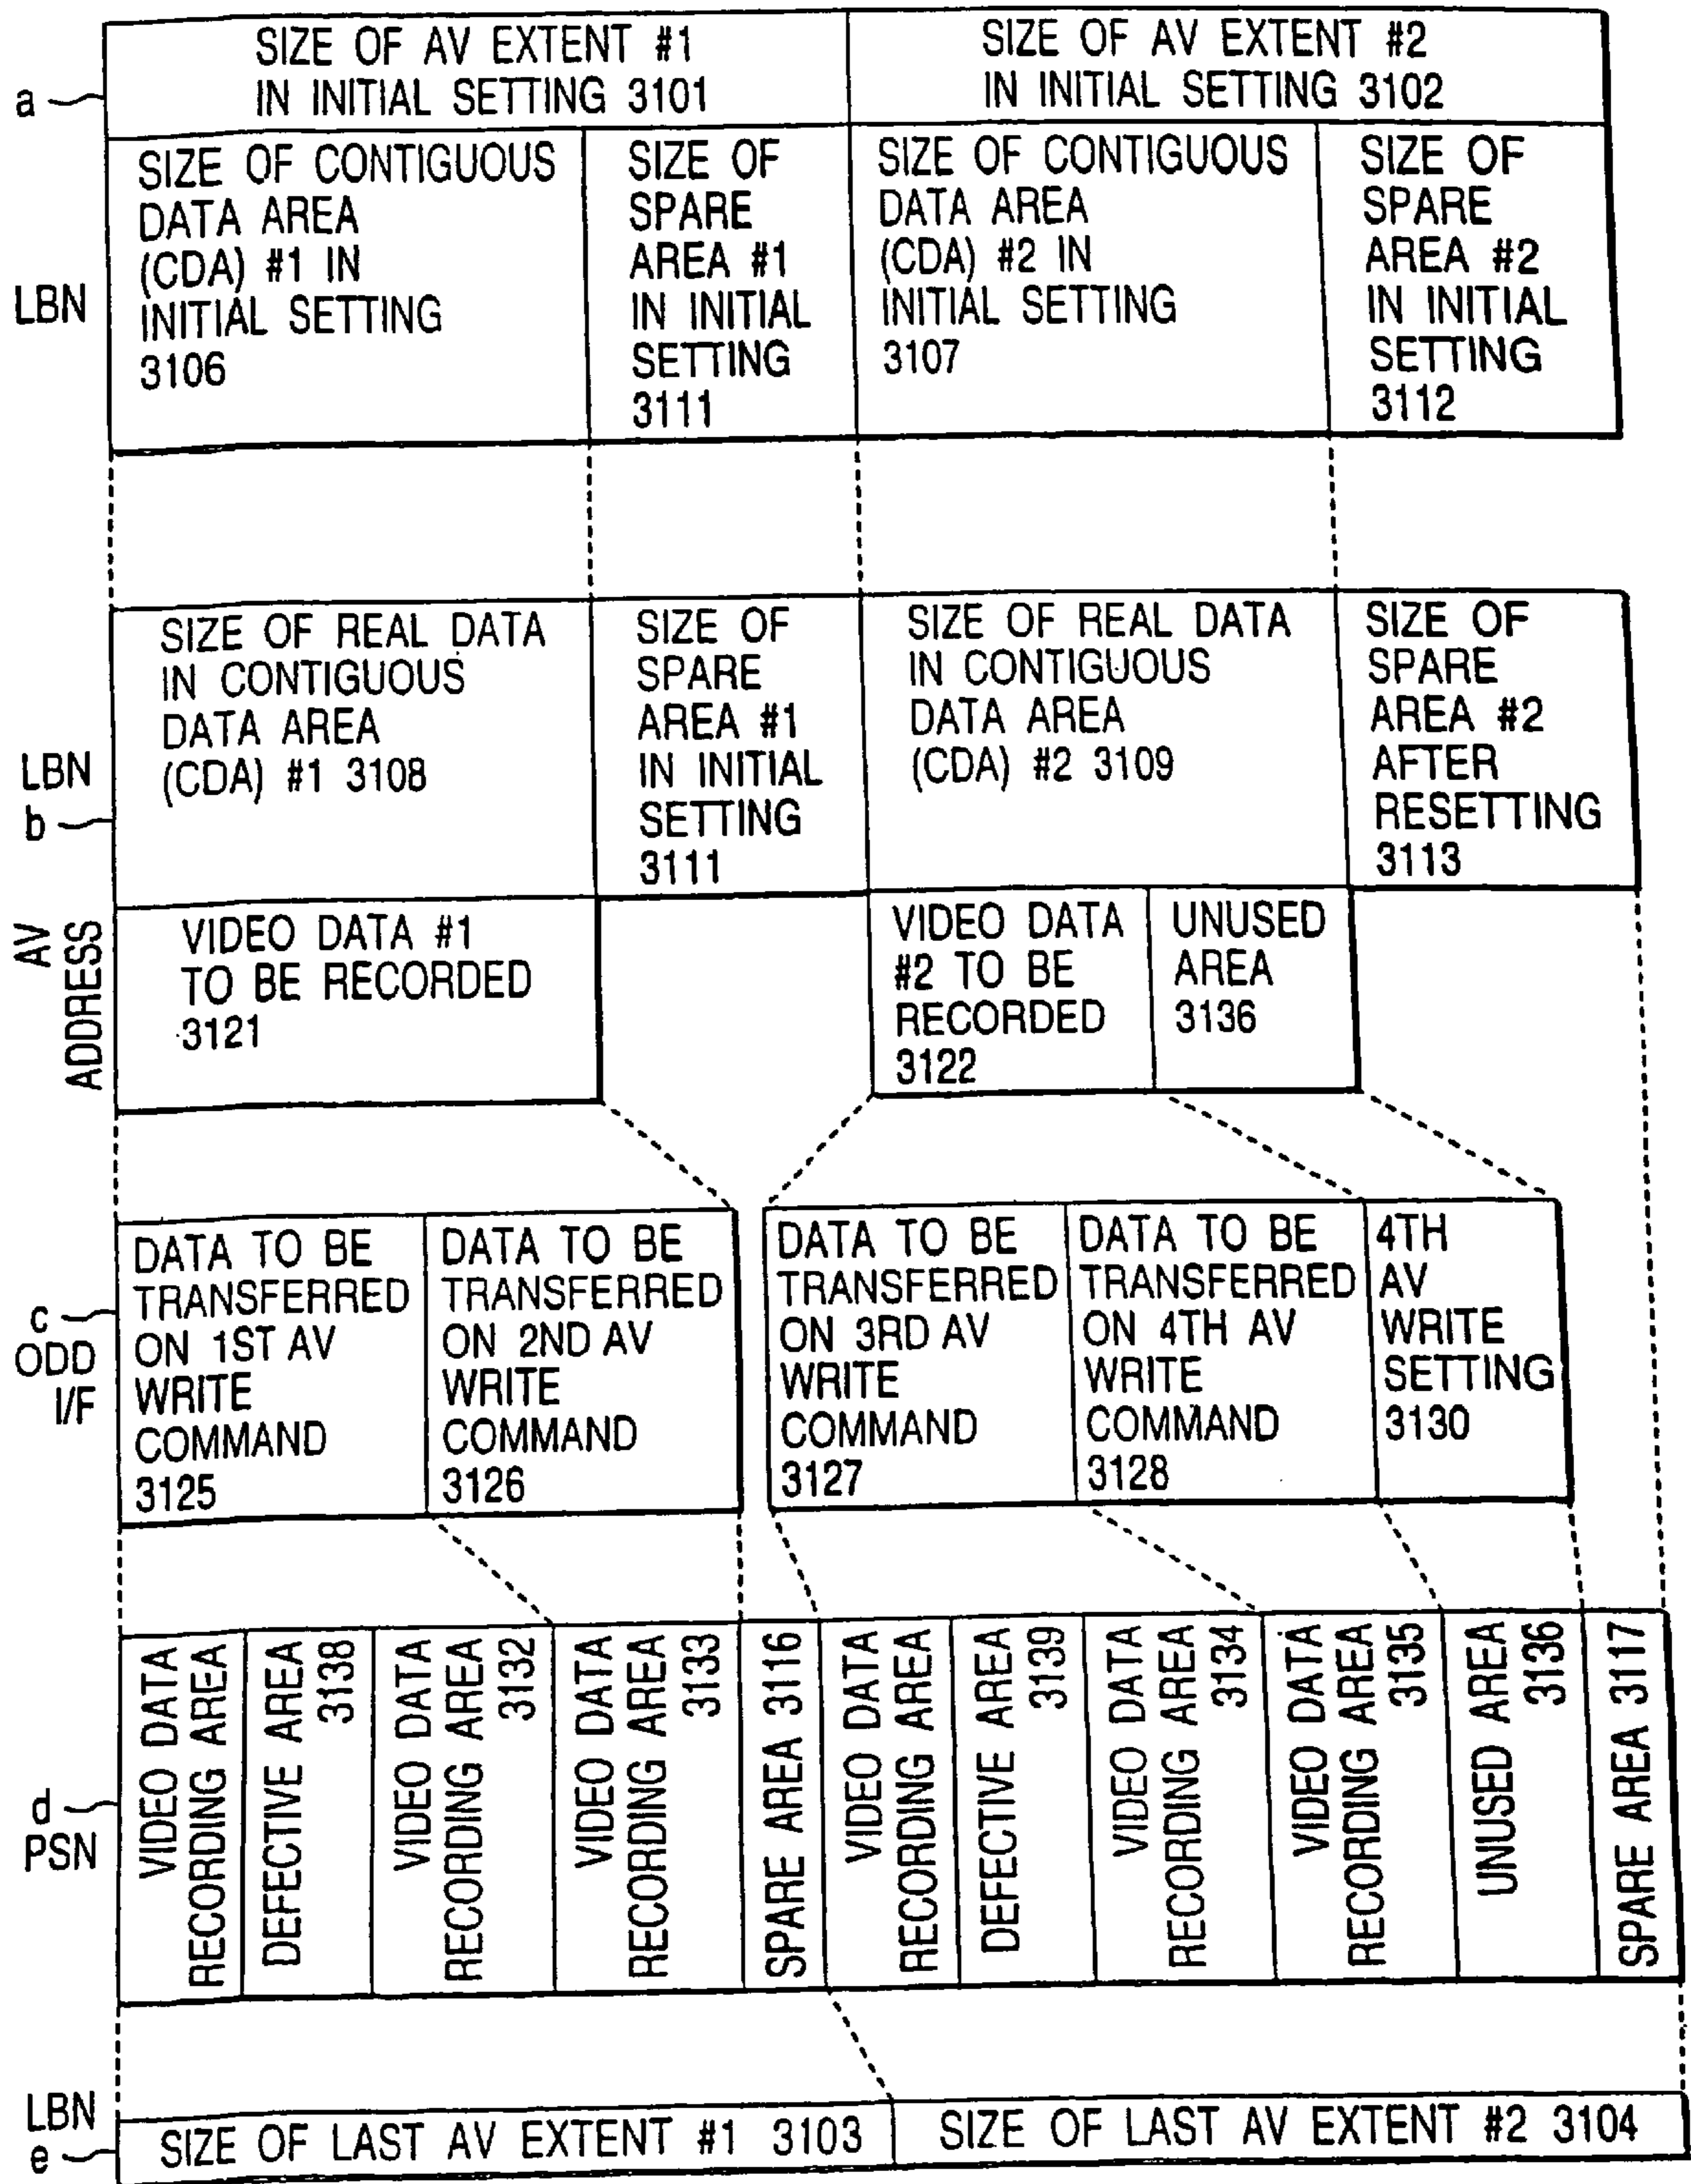 SIZE OF AV EXTENT #1
IN INITIAL SETTING 3101
SIZE OF AV EXTENT #2
IN INITIAL SETTING 3102
a
LBN
SIZE OF CONTIGUOUS
DATA AREA
(CDA) #1 IN
INITIAL SETTING
3106
SIZE OF
SPARE
AREA #1
IN INITIAL
SETTING
3111
SIZE OF CONTIGUOUS
DATA AREA
(CDA) #2 IN
INITIAL SETTING
3107
SIZE OF
SPARE
AREA #2
IN INITIAL
SETTING
3112
LBN
b
SIZE OF REAL DATA
IN CONTIGUOUS
DATA AREA
(CDA) #1 3108
SIZE OF
SPARE
AREA #1
IN INITIAL
SETTING
3111
SIZE OF REAL DATA
IN CONTIGUOUS
DATA AREA
(CDA) #2 3109
SIZE OF
SPARE
AREA #2
AFTER
RESETTING
3113
AV
ADDRESS
VIDEO DATA #1
TO BE RECORDED
3121
VIDEO DATA
#2 TO BE
RECORDED
3122
UNUSED
AREA
3136
c
ODD
I/F
DATA TO BE
TRANSFERRED
ON 1ST AV
WRITE
COMMAND
3125
DATA TO BE
TRANSFERRED
ON 2ND AV
WRITE
COMMAND
3126
DATA TO BE
TRANSFERRED
ON 3RD AV
WRITE
COMMAND
3127
DATA TO BE
TRANSFERRED
ON 4TH AV
WRITE
COMMAND
3128
4TH
AV
WRITE
SETTING
3130
d
PSN
VIDEO DATA
RECORDING AREA
DEFECTIVE AREA
3138
VIDEO DATA
RECORDING AREA
3132
VIDEO DATA
RECORDING AREA
3133
SPARE AREA 3116
VIDEO DATA
RECORDING AREA
DEFECTIVE AREA
3139
VIDEO DATA
RECORDING AREA
3134
VIDEO DATA
RECORDING AREA
3135
UNUSED AREA
3136
SPARE AREA 3117
LBN
e
SIZE OF LAST AV EXTENT #1 3103
SIZE OF LAST AV EXTENT #2 3104